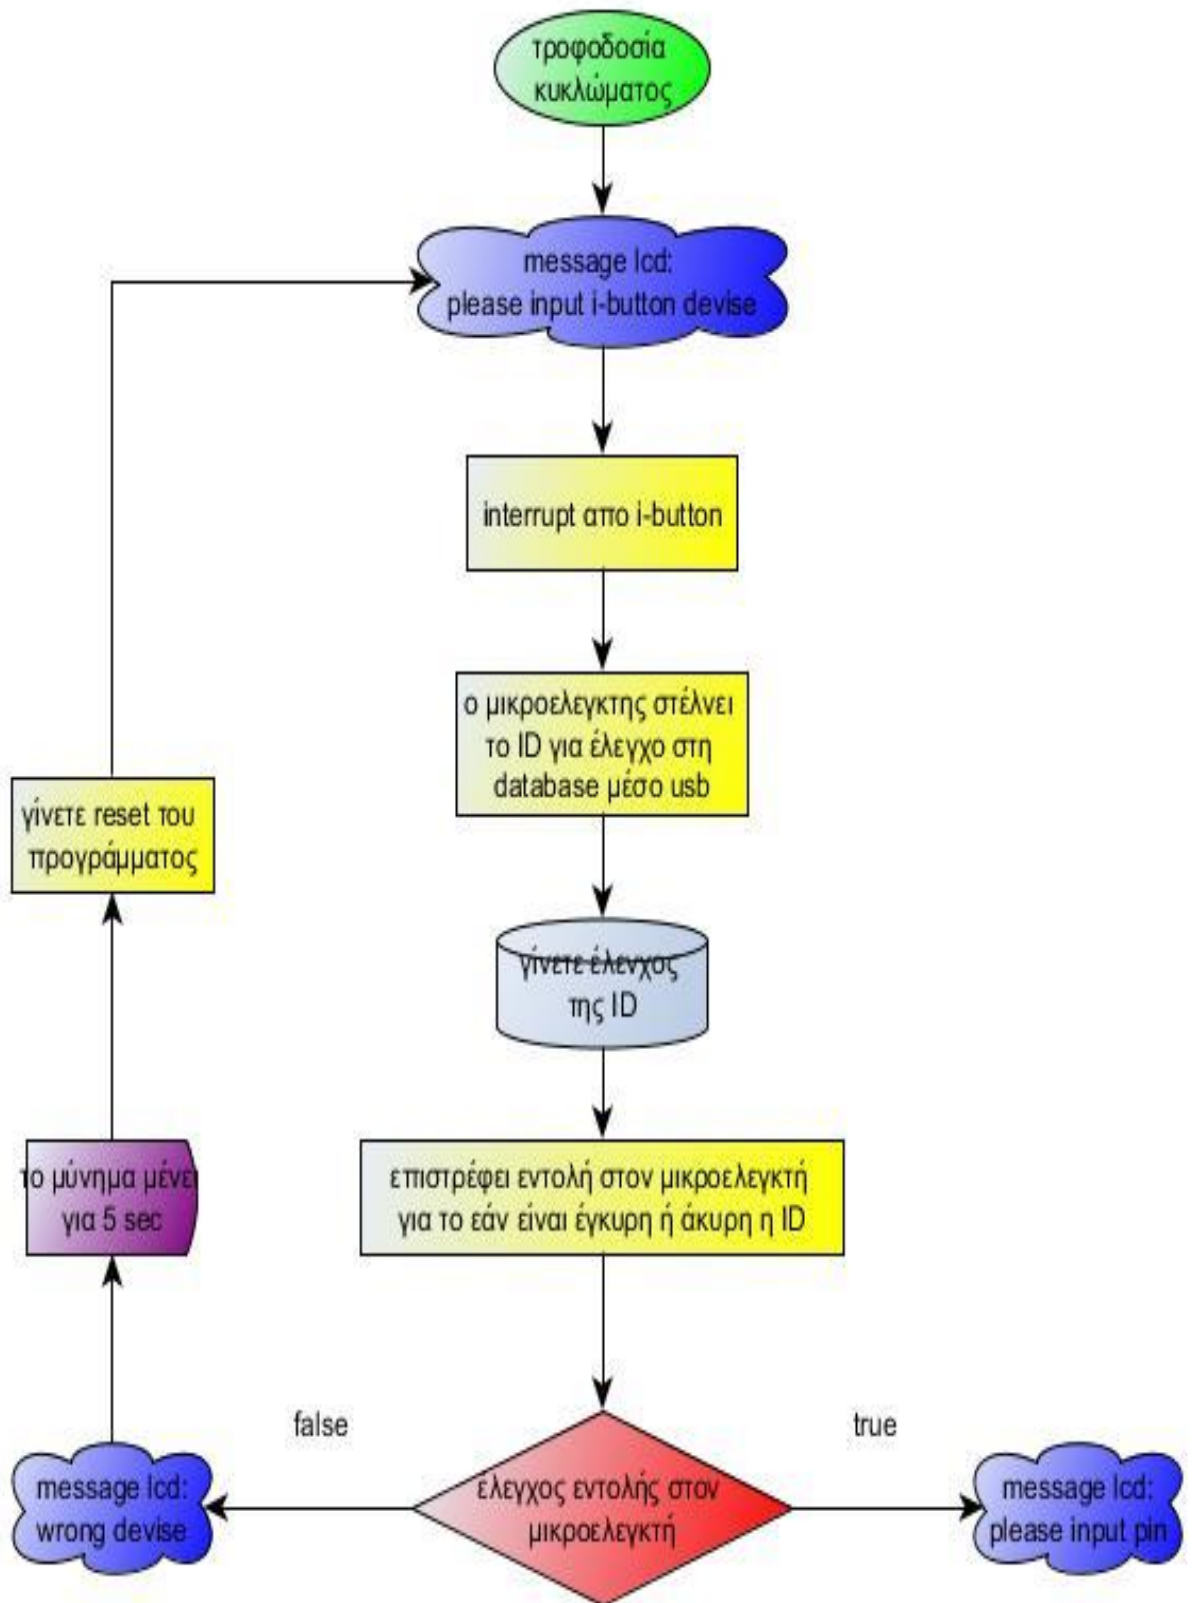 τροφοδοσία
κυκλώματος
message lcd:
please input i-button devise
interrupt απο i-button
ο μικροελεγκτης στέλνει
το ID για έλεγχο στη
database μέσο usb
γίνετε reset του
προγράμματος
γίνετε έλενχος
της ID
το μύνημα μένει
για 5 sec
επιστρέφει εντολή στον μικροελεγκτή
για το εάν είναι έγκυρη ή άκυρη η ID
false
true
message lcd:
wrong devise
έλεγχος εντολής στον
μικροελεγκτή
message lcd:
please input pin